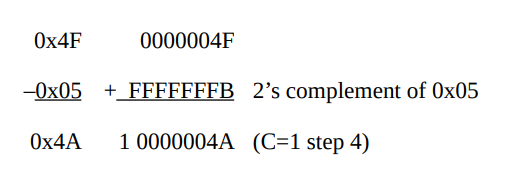 0x4F 0000004F
–0x05 + FFFFFFFB 2’s complement of 0x05
0x4A 1 0000004A (C=1 step 4)